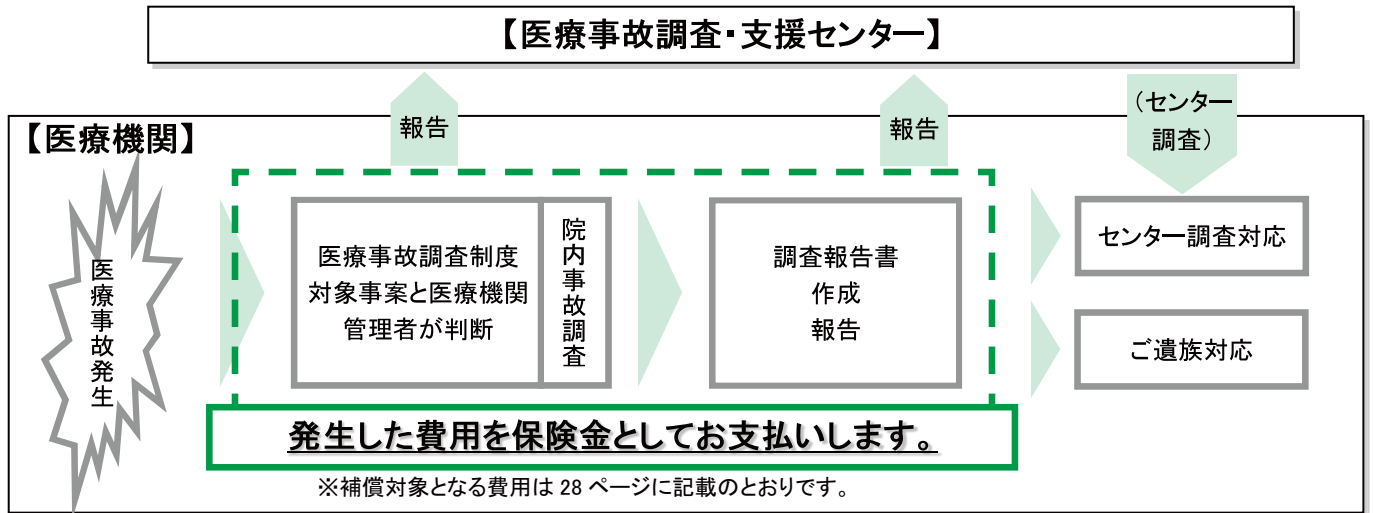 【医療事故調査・支援センター】
報告
報告
（センター
調査）
【医療機関】
医療事故発生
医療事故調査制度
対象事案と医療機関
管理者が判断
院内事故調査
調査報告書
作成
報告
センター調査対応
ご遺族対応
発生した費用を保険金としてお支払いします。
※補償対象となる費用は 28 ページに記載のとおりです。